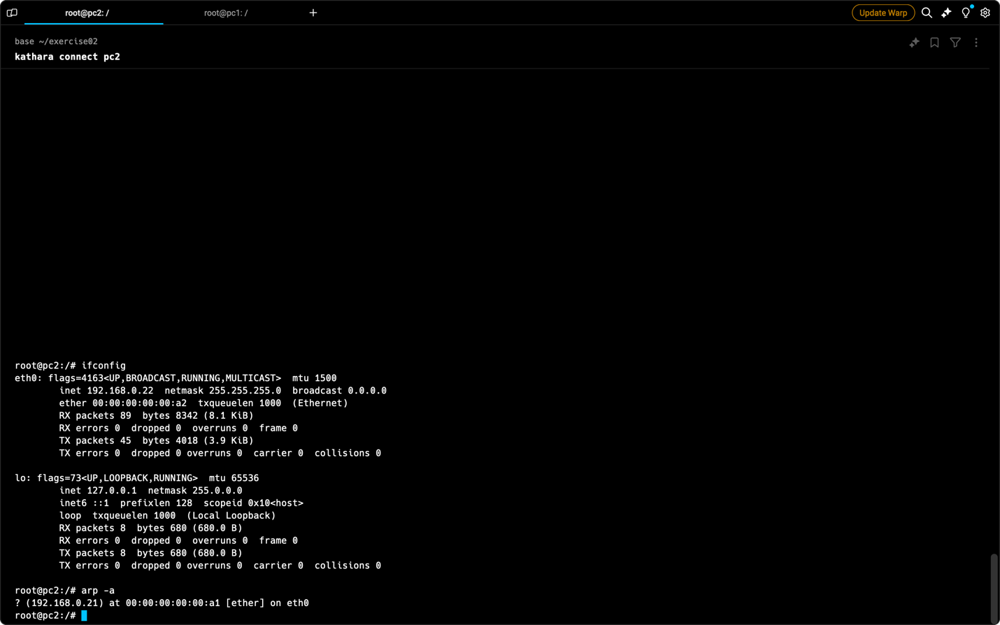 root@pc2: /
root@pc1: /
+
Update Warp
base ~/exercise02
kathara connect pc2
root@pc2:/# ifconfig
eth0: flags=4163<UP,BROADCAST,RUNNING,MULTICAST>  mtu 1500
        inet 192.168.0.22  netmask 255.255.255.0  broadcast 0.0.0.0
        ether 00:00:00:00:00:a2  txqueuelen 1000  (Ethernet)
        RX packets 89  bytes 8342 (8.1 KiB)
        RX errors 0  dropped 0  overruns 0  frame 0
        TX packets 45  bytes 4018 (3.9 KiB)
        TX errors 0  dropped 0 overruns 0  carrier 0  collisions 0
lo: flags=73<UP,LOOPBACK,RUNNING>  mtu 65536
        inet 127.0.0.1  netmask 255.0.0.0
        inet6 ::1  prefixlen 128  scopeid 0x10<host>
        loop  txqueuelen 1000  (Local Loopback)
        RX packets 8  bytes 680 (680.0 B)
        RX errors 0  dropped 0  overruns 0  frame 0
        TX packets 8  bytes 680 (680.0 B)
        TX errors 0  dropped 0 overruns 0  carrier 0  collisions 0
root@pc2:/# arp -a
? (192.168.0.21) at 00:00:00:00:00:a1 [ether] on eth0
root@pc2:/#